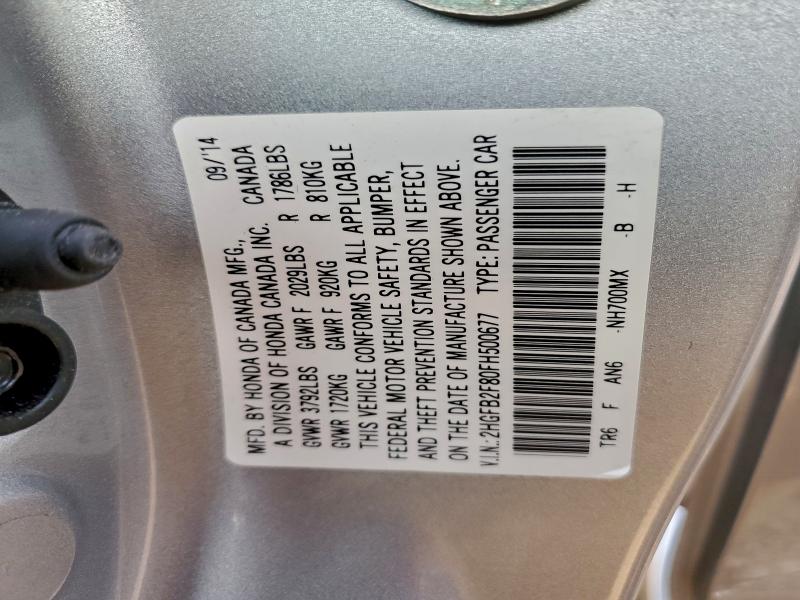 MFD. BY HONDA OF CANADA MFG., 09/'14
A DIVISION OF HONDA CANADA INC. CANADA
GVWR 3792LBS GAWR F 2029LBS R 1786LBS
GVWR 1720KG GAWR F 920KG R 810KG
THIS VEHICLE CONFORMS TO ALL APPLICABLE
FEDERAL MOTOR VEHICLE SAFETY, BUMPER,
AND THEFT PREVENTION STANDARDS IN EFFECT
ON THE DATE OF MANUFACTURE SHOWN ABOVE.
V.I.N.: 2HGFB2F80FH500677 TYPE: PASSENGER CAR
TR6 F AN6 -NH700MX -B -H